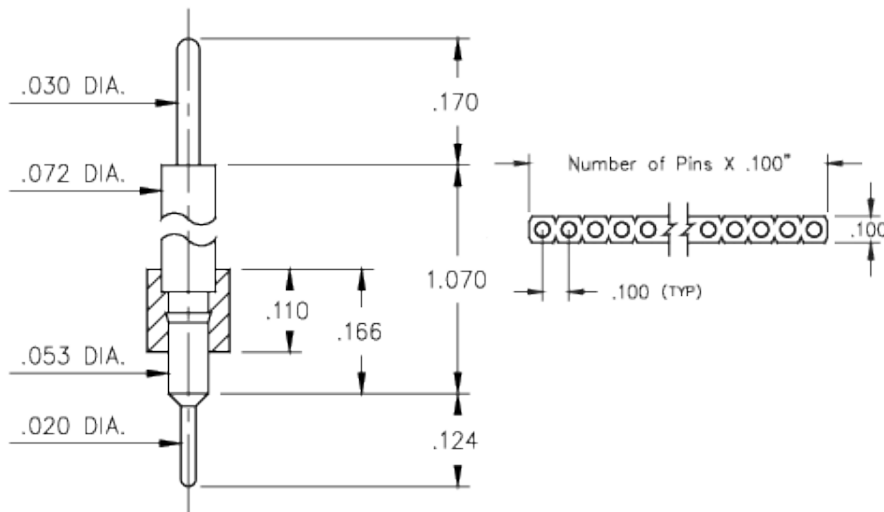 .030 DIA.
.170
.072 DIA.
Number of Pins X .100"
.100
.100 (TYP)
1.070
.110
.166
.053 DIA.
.020 DIA.
.124